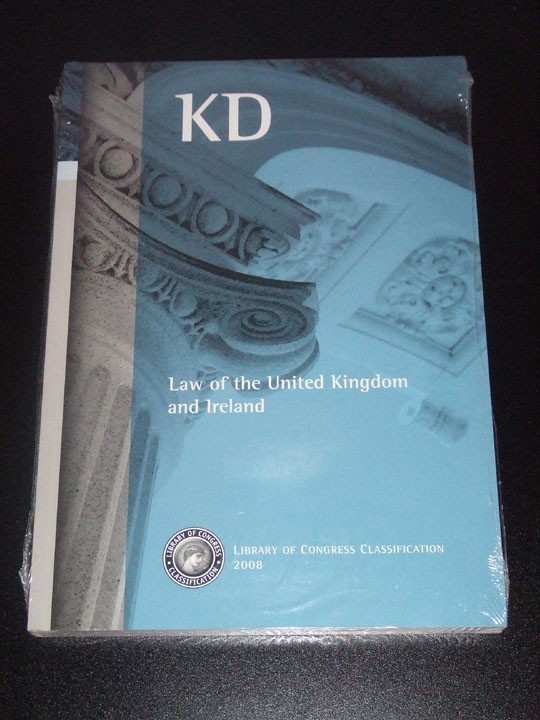 KD
Law of the United Kingdom
and Ireland
LIBRARY OF CONGRESS
CLASSIFICATION
LIBRARY OF CONGRESS CLASSIFICATION
2008